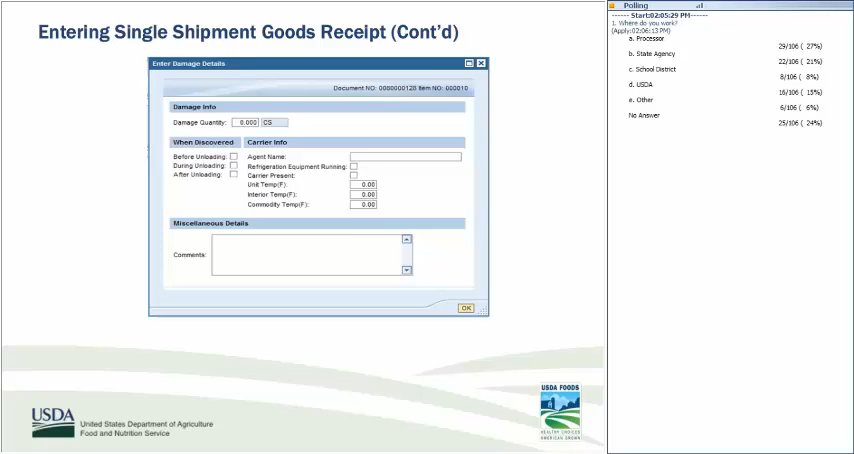 Entering Single Shipment Goods Receipt (Cont'd)
Enter Damage Details
Document NO: 0080000128 Item NO: 000010
Damage Info
Damage Quantity: 0.000 CS
When Discovered Carrier Info
Before Unloading: Agent Name:
During Unloading: Refrigeration Equipment Running:
After Unloading: Carrier Present:
Unit Temp(F): 0.00
Interior Temp(F): 0.00
Commodity Temp(F): 0.00
Miscellaneous Details
Comments:
OK
USDA
United States Department of Agriculture
Food and Nutrition Service
USDA FOODS
HEALTHY CHOICES
AMERICAN GROWN
Polling
------ Start:02:05:29 PM------
1. Where do you work?
(Apply:02:06:13 PM)
a. Processor
29/106 ( 27%)
b. State Agency
22/106 ( 21%)
c. School District
8/106 ( 8%)
d. USDA
16/106 ( 15%)
e. Other
6/106 ( 6%)
No Answer
25/106 ( 24%)